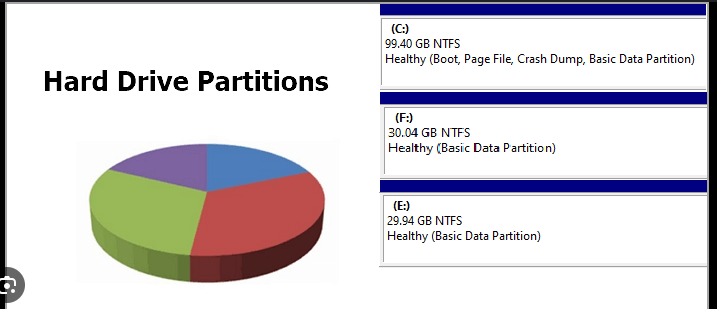 Hard Drive Partitions
(C:)
99.40 GB NTFS
Healthy (Boot, Page File, Crash Dump, Basic Data Partition)
(F:)
30.04 GB NTFS
Healthy (Basic Data Partition)
(E:)
29.94 GB NTFS
Healthy (Basic Data Partition)